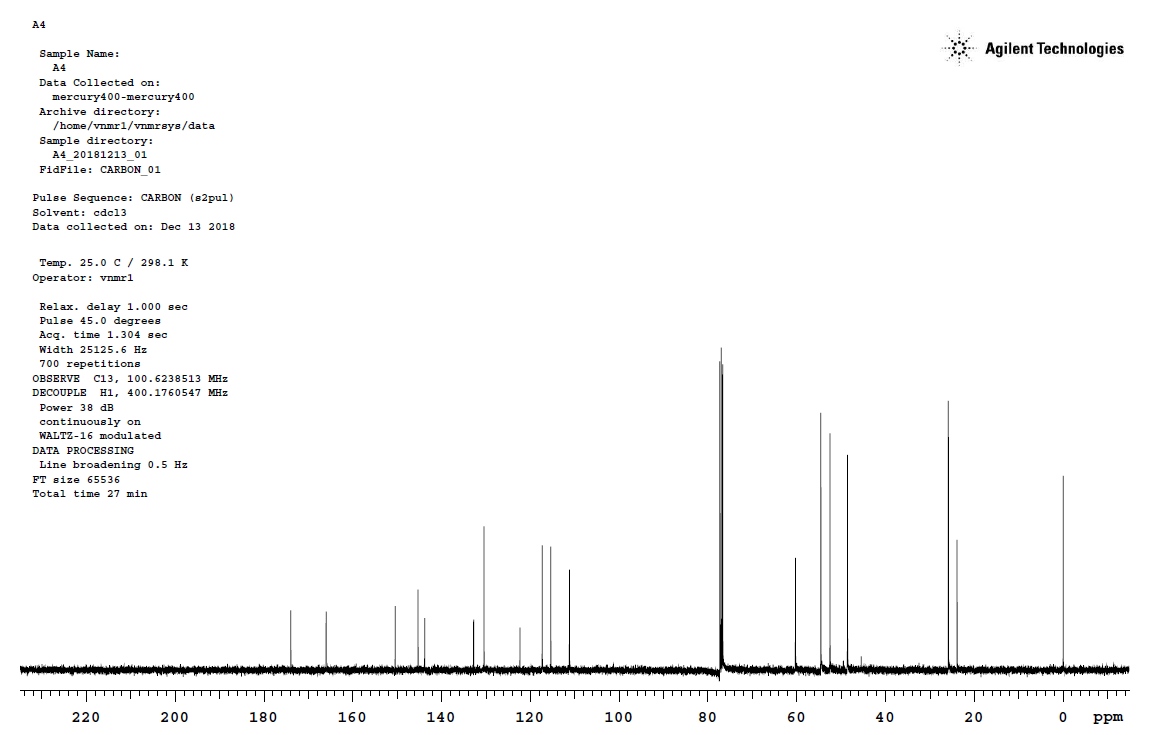 A4
Agilent Technologies
Sample Name:
A4
Data Collected on:
mercury400-mercury400
Archive directory:
/home/vnmr1/vnmrsys/data
Sample directory:
A4_20181213_01
FidFile: CARBON_01
Pulse Sequence: CARBON (s2pul)
Solvent: cdcl3
Data collected on: Dec 13 2018
Temp. 25.0 C / 298.1 K
Operator: vnmr1
Relax. delay 1.000 sec
Pulse 45.0 degrees
Acq. time 1.304 sec
Width 25125.6 Hz
700 repetitions
OBSERVE C13, 100.6238513 MHz
DECOUPLE H1, 400.1760547 MHz
Power 38 dB
continuously on
WALTZ-16 modulated
DATA PROCESSING
Line broadening 0.5 Hz
FT size 65536
Total time 27 min
220 200 180 160 140 120 100 80 60 40 20 0 ppm